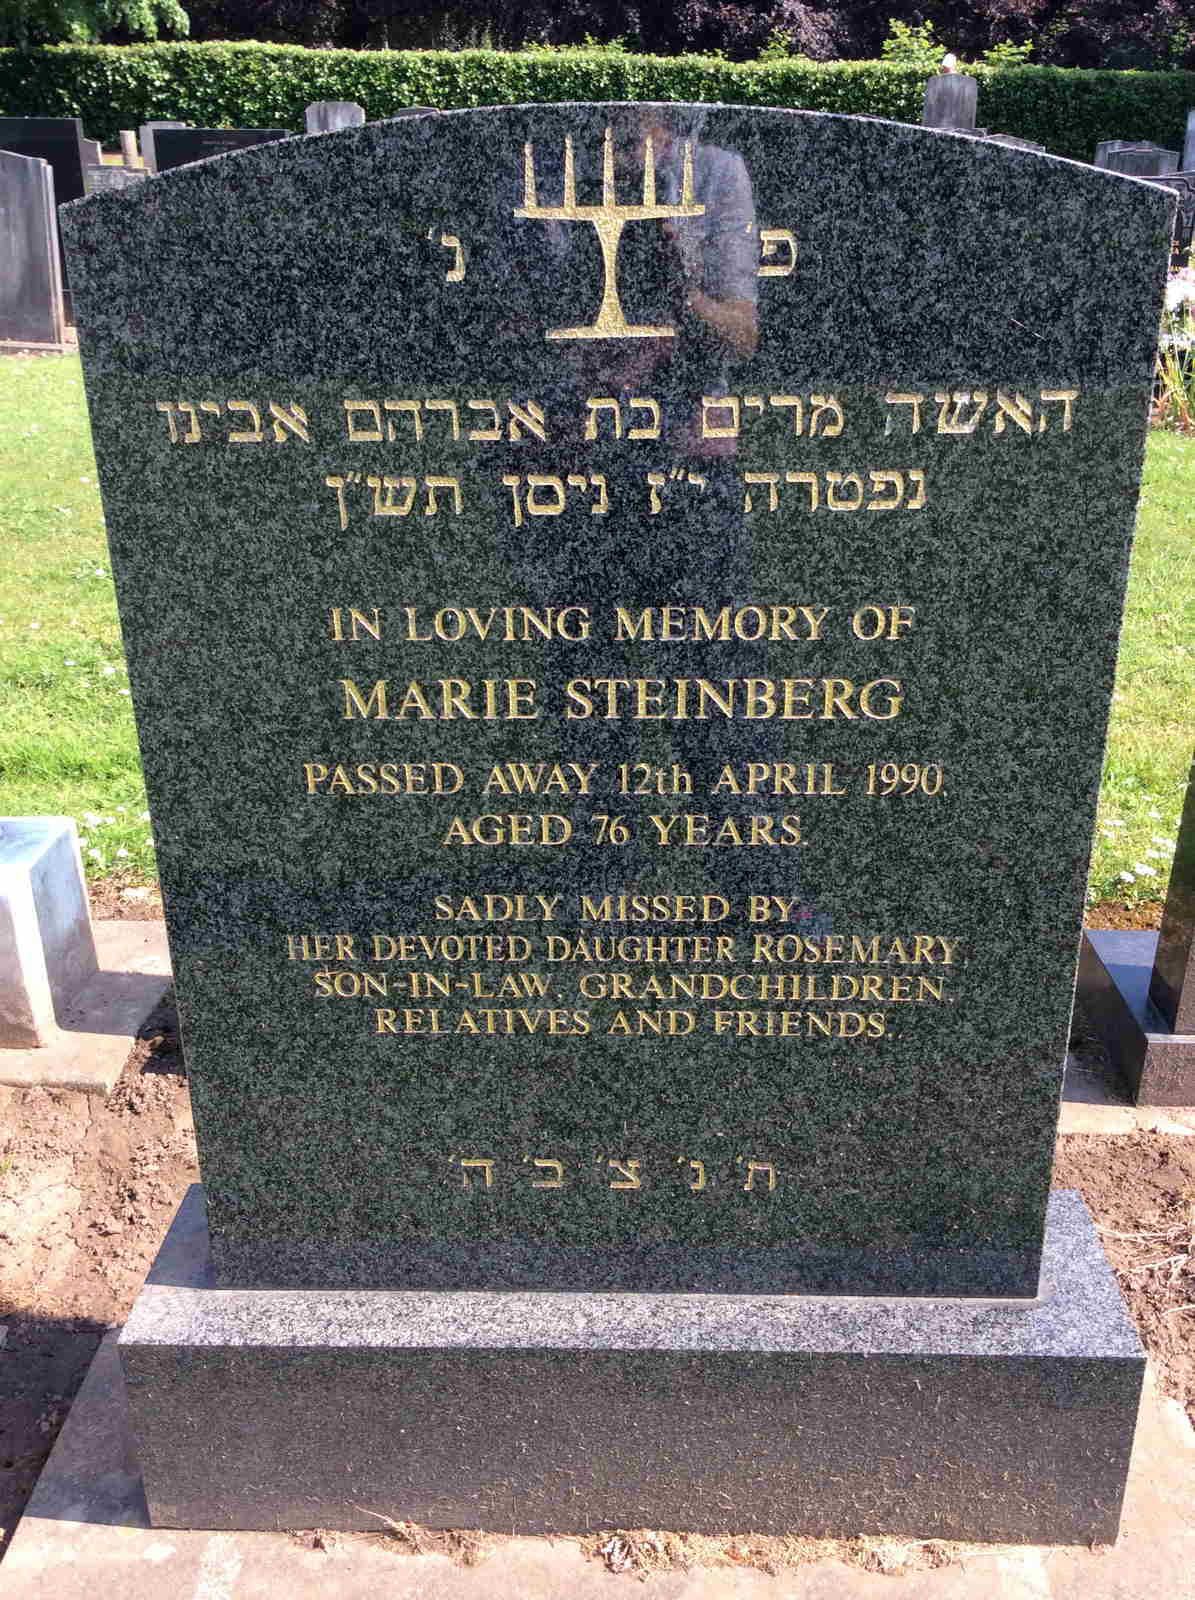 פ' נ'
האשה מרים בת אברהם אבינו
נפטרה י"ז ניסן תש"ן
IN LOVING MEMORY OF
MARIE STEINBERG
PASSED AWAY 12th APRIL 1990,
AGED 76 YEARS.
SADLY MISSED BY
HER DEVOTED DAUGHTER ROSEMARY,
SON-IN-LAW, GRANDCHILDREN,
RELATIVES AND FRIENDS.
ת' נ' צ' ב' ה'